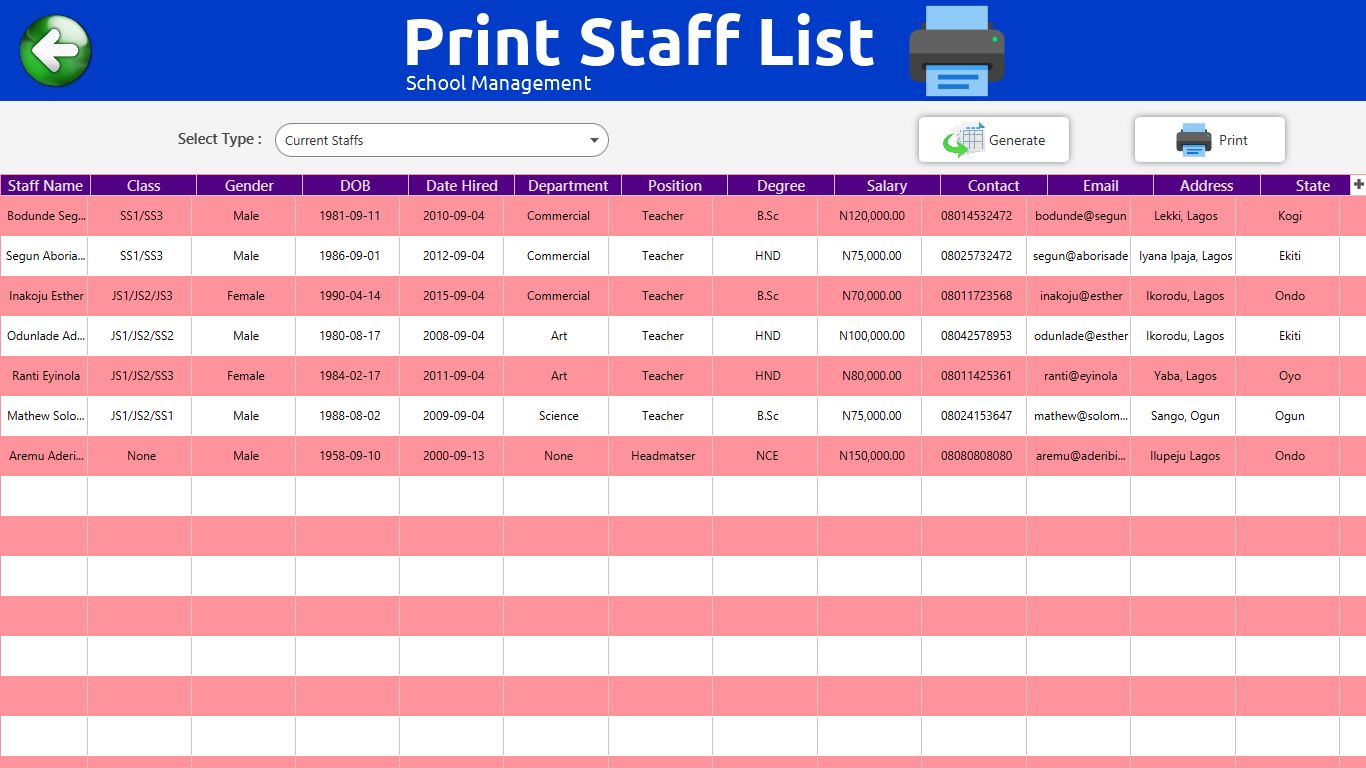 Print Staff List
School Management
Select Type : Current Staffs Generate Print
Staff Name Class Gender DOB Date Hired Department Position Degree Salary Contact Email Address State
Bodunde Seg... SS1/SS3 Male 1981-09-11 2010-09-04 Commercial Teacher B.Sc N120,000.00 08014532472 bodunde@segun Lekki, Lagos Kogi
Segun Aboria... SS1/SS3 Male 1986-09-01 2012-09-04 Commercial Teacher HND N75,000.00 08025732472 segun@aborisade Iyana Ipaja, Lagos Ekiti
Inakoju Esther JS1/JS2/JS3 Female 1990-04-14 2015-09-04 Commercial Teacher B.Sc N70,000.00 08011723568 inakoju@esther Ikorodu, Lagos Ondo
Odunlade Ad... JS1/JS2/SS2 Male 1980-08-17 2008-09-04 Art Teacher HND N100,000.00 08042578953 odunlade@esther Ikorodu, Lagos Ekiti
Ranti Eyinola JS1/JS2/SS3 Female 1984-02-17 2011-09-04 Art Teacher HND N80,000.00 08011425361 ranti@eyinola Yaba, Lagos Oyo
Mathew Solo... JS1/JS2/SS1 Male 1988-08-02 2009-09-04 Science Teacher B.Sc N75,000.00 08024153647 mathew@solom... Sango, Ogun Ogun
Aremu Aderi... None Male 1958-09-10 2000-09-13 None Headmatser NCE N150,000.00 08080808080 aremu@aderibi... Ilupeju Lagos Ondo